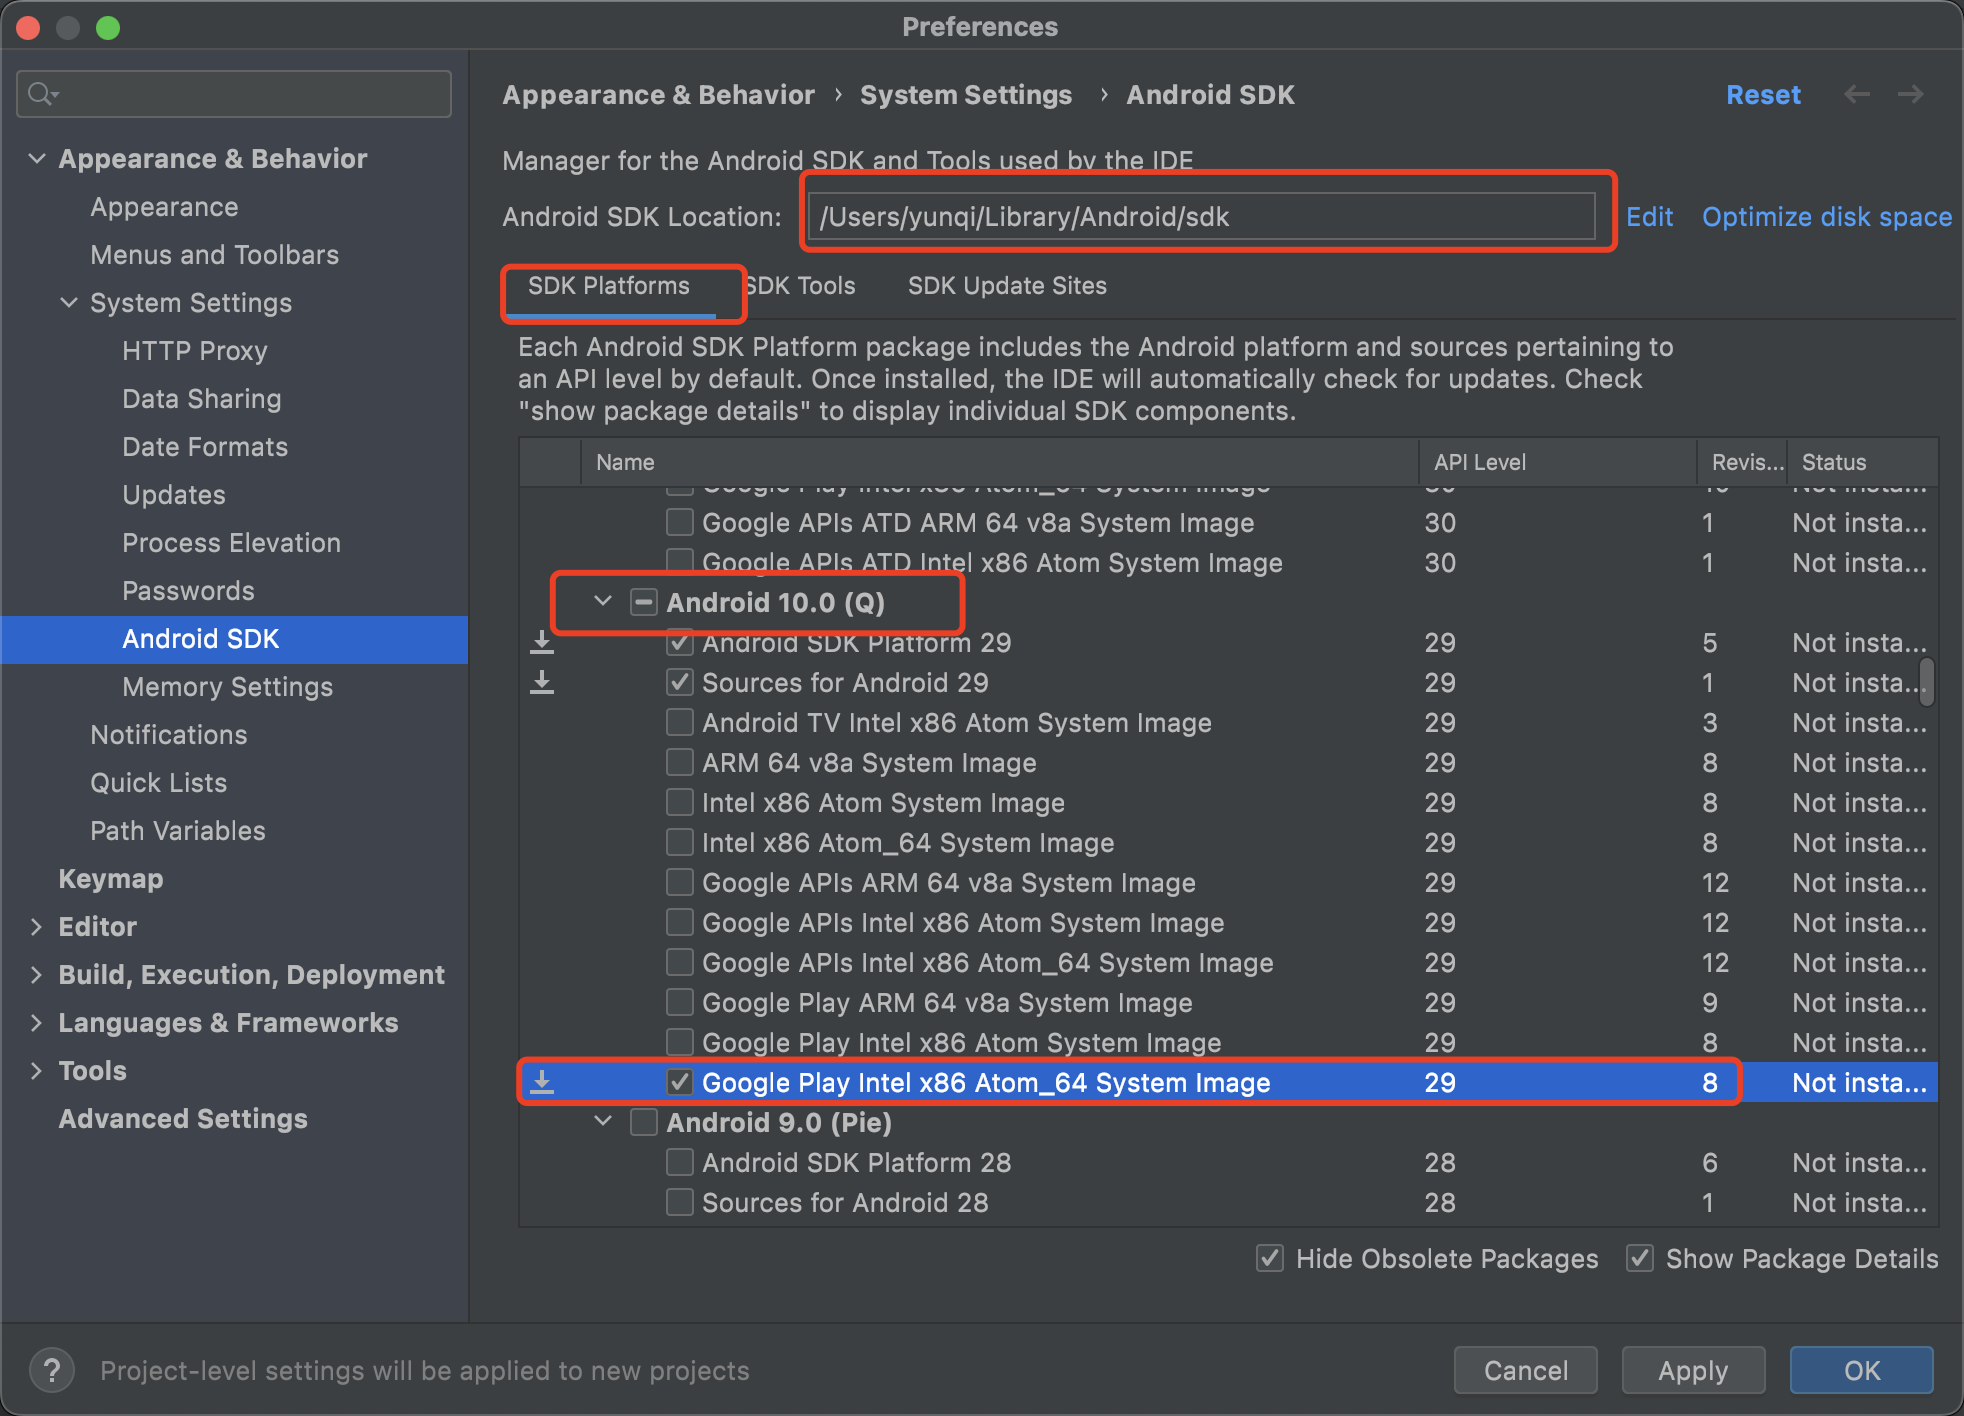 Preferences
Appearance & Behavior
Appearance
Menus and Toolbars
System Settings
HTTP Proxy
Data Sharing
Date Formats
Updates
Process Elevation
Passwords
Android SDK
Memory Settings
Notifications
Quick Lists
Path Variables
Keymap
Editor
Build, Execution, Deployment
Languages & Frameworks
Tools
Advanced Settings
Appearance & Behavior › System Settings › Android SDK
Reset
Manager for the Android SDK and Tools used by the IDE
Android SDK Location: /Users/yunqi/Library/Android/sdk Edit Optimize disk space
SDK Platforms SDK Tools SDK Update Sites
Each Android SDK Platform package includes the Android platform and sources pertaining to
an API level by default. Once installed, the IDE will automatically check for updates. Check
"show package details" to display individual SDK components.
Name API Level Revis... Status
Google Play Intel x86 Atom_64 System Image 30 10 Not insta...
Google APIs ATD ARM 64 v8a System Image 30 1 Not insta...
Google APIs ATD Intel x86 Atom System Image 30 1 Not insta...
Android 10.0 (Q)
Android SDK Platform 29 29 5 Not insta...
Sources for Android 29 29 1 Not insta...
Android TV Intel x86 Atom System Image 29 3 Not insta...
ARM 64 v8a System Image 29 8 Not insta...
Intel x86 Atom System Image 29 8 Not insta...
Intel x86 Atom_64 System Image 29 8 Not insta...
Google APIs ARM 64 v8a System Image 29 12 Not insta...
Google APIs Intel x86 Atom System Image 29 12 Not insta...
Google APIs Intel x86 Atom_64 System Image 29 12 Not insta...
Google Play ARM 64 v8a System Image 29 9 Not insta...
Google Play Intel x86 Atom System Image 29 8 Not insta...
Google Play Intel x86 Atom_64 System Image 29 8 Not insta...
Android 9.0 (Pie)
Android SDK Platform 28 28 6 Not insta...
Sources for Android 28 28 1 Not insta...
Hide Obsolete Packages Show Package Details
? Project-level settings will be applied to new projects
Cancel Apply OK